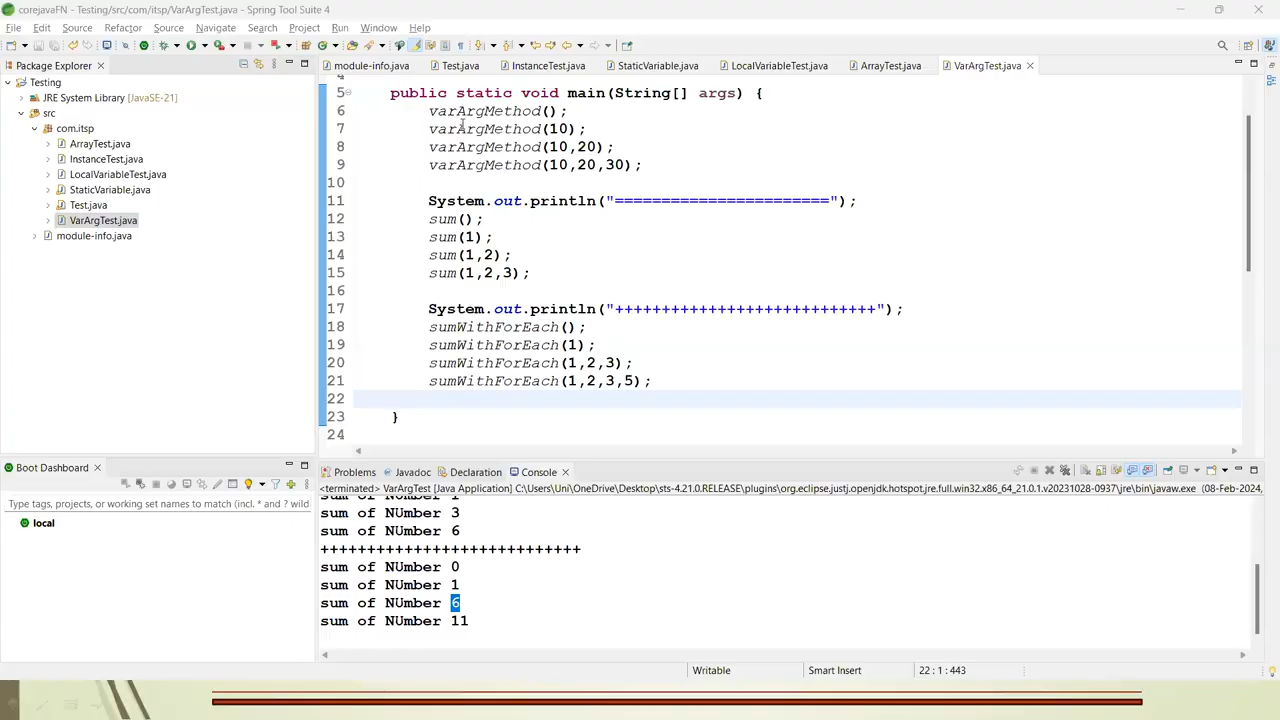 corejavaFN - Testing/src/com/itsp/VarArgTest.java - Spring Tool Suite 4
File Edit Source Refactor Source Navigate Search Project Run Window Help
Package Explorer
module-info.java Test.java InstanceTest.java StaticVariable.java LocalVariableTest.java ArrayTest.java VarArgTest.java
Testing
JRE System Library [JavaSE-21]
src
com.itsp
ArrayTest.java
InstanceTest.java
LocalVariableTest.java
StaticVariable.java
Test.java
VarArgTest.java
module-info.java
4
5 public static void main(String[] args) {
6 varArgMethod();
7 varArgMethod(10);
8 varArgMethod(10,20);
9 varArgMethod(10,20,30);
10
11 System.out.println("=======================");
12 sum();
13 sum(1);
14 sum(1,2);
15 sum(1,2,3);
16
17 System.out.println("++++++++++++++++++++++++++++");
18 sumWithForEach();
19 sumWithForEach(1);
20 sumWithForEach(1,2,3);
21 sumWithForEach(1,2,3,5);
22
23 }
24
Boot Dashboard
Type tags, projects, or working set names to match (incl. * and ? wild
local
Problems Javadoc Declaration Console
<terminated> VarArgTest [Java Application] C:\Users\Uni\OneDrive\Desktop\sts-4.21.0.RELEASE\plugins\org.eclipse.justj.openjdk.hotspot.jre.full.win32.x86_64_21.0.1.v20231028-0937\jre\bin\javaw.exe (08-Feb-2024,
sum of NUmber 1
sum of NUmber 3
sum of NUmber 6
++++++++++++++++++++++++++++
sum of NUmber 0
sum of NUmber 1
sum of NUmber 6
sum of NUmber 11
Writable Smart Insert 22 : 1 : 443